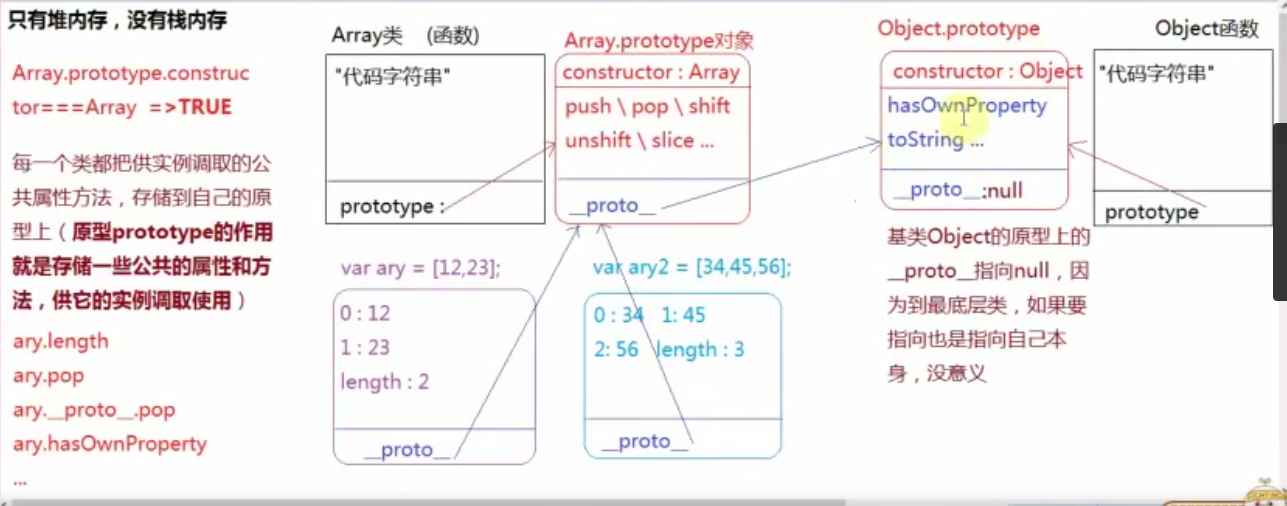 只有堆内存，没有栈内存
Array.prototype.construc
tor===Array =>TRUE
每一个类都把供实例调取的公
共属性方法，存储到自己的原
型上（原型prototype的作用
就是存储一些公共的属性和方
法，供它的实例调取使用）
ary.length
ary.pop
ary.__proto__.pop
ary.hasOwnProperty
...
Array类 （函数）
"代码字符串"
prototype :
Array.prototype对象
constructor : Array
push \ pop \ shift
unshift \ slice ...
__proto__
Object.prototype
constructor : Object
hasOwnProperty
toString ...
__proto__:null
Object函数
"代码字符串"
prototype
var ary = [12,23];
0 : 12
1 : 23
length : 2
__proto__
var ary2 = [34,45,56];
0 : 34 1: 45
2: 56 length : 3
__proto__
基类Object的原型上的
__proto__指向null，因
为到最底层类，如果要
指向也是指向自己本
身，没意义